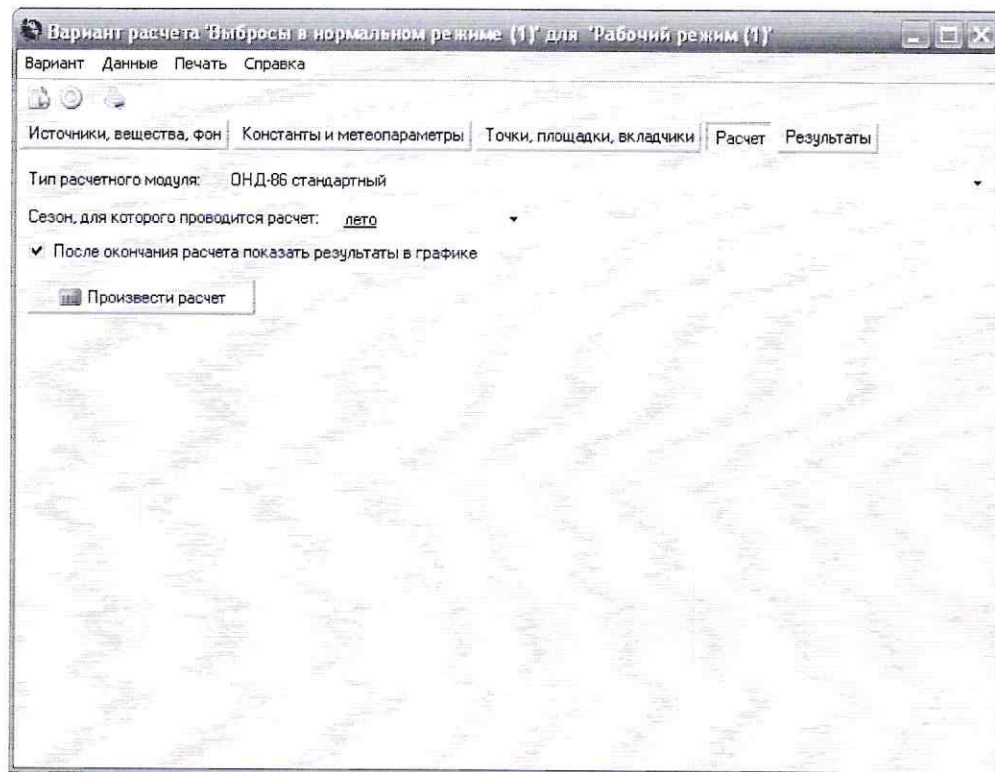 Вариант расчета 'Выбросы в нормальном режиме (1)' для 'Рабочий режим (1)'
Вариант Данные Печать Справка
Источники, вещества, фон Константы и метеопараметры Точки, площадки, вкладчики Расчет Результаты
Тип расчетного модуля: ОНД-86 стандартный
Сезон, для которого проводится расчет: лето
После окончания расчета показать результаты в графике
Произвести расчет